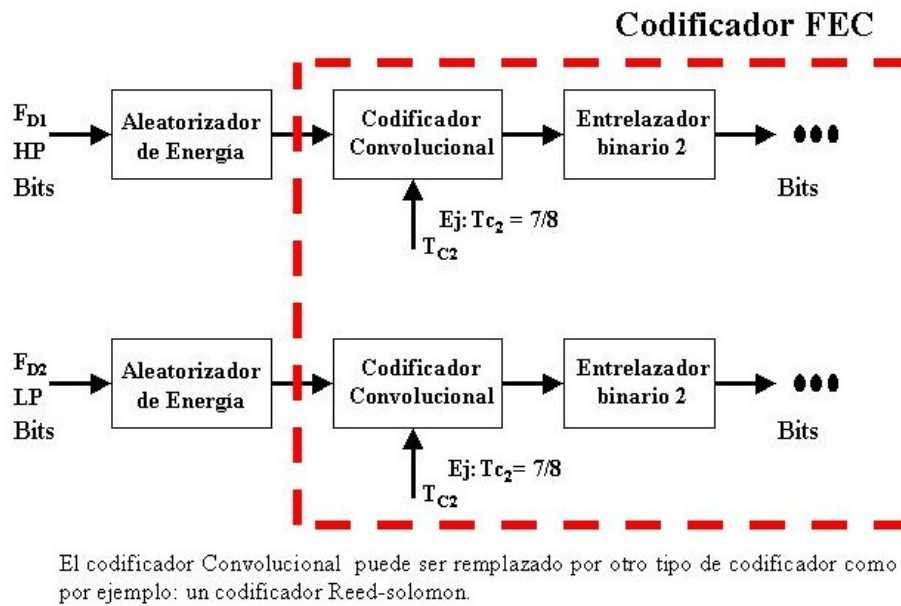 Codificador FEC
F_D1
HP
Bits
Aleatorizador
de Energía
Codificador
Convolucional
Entrelazador
binario 2
Bits
Ej: Tc₂ = 7/8
T_C2
F_D2
LP
Bits
Aleatorizador
de Energía
Codificador
Convolucional
Entrelazador
binario 2
Bits
Ej: Tc₂= 7/8
T_C2
El codificador Convolucional puede ser remplazado por otro tipo de codificador como
por ejemplo: un codificador Reed-solomon.